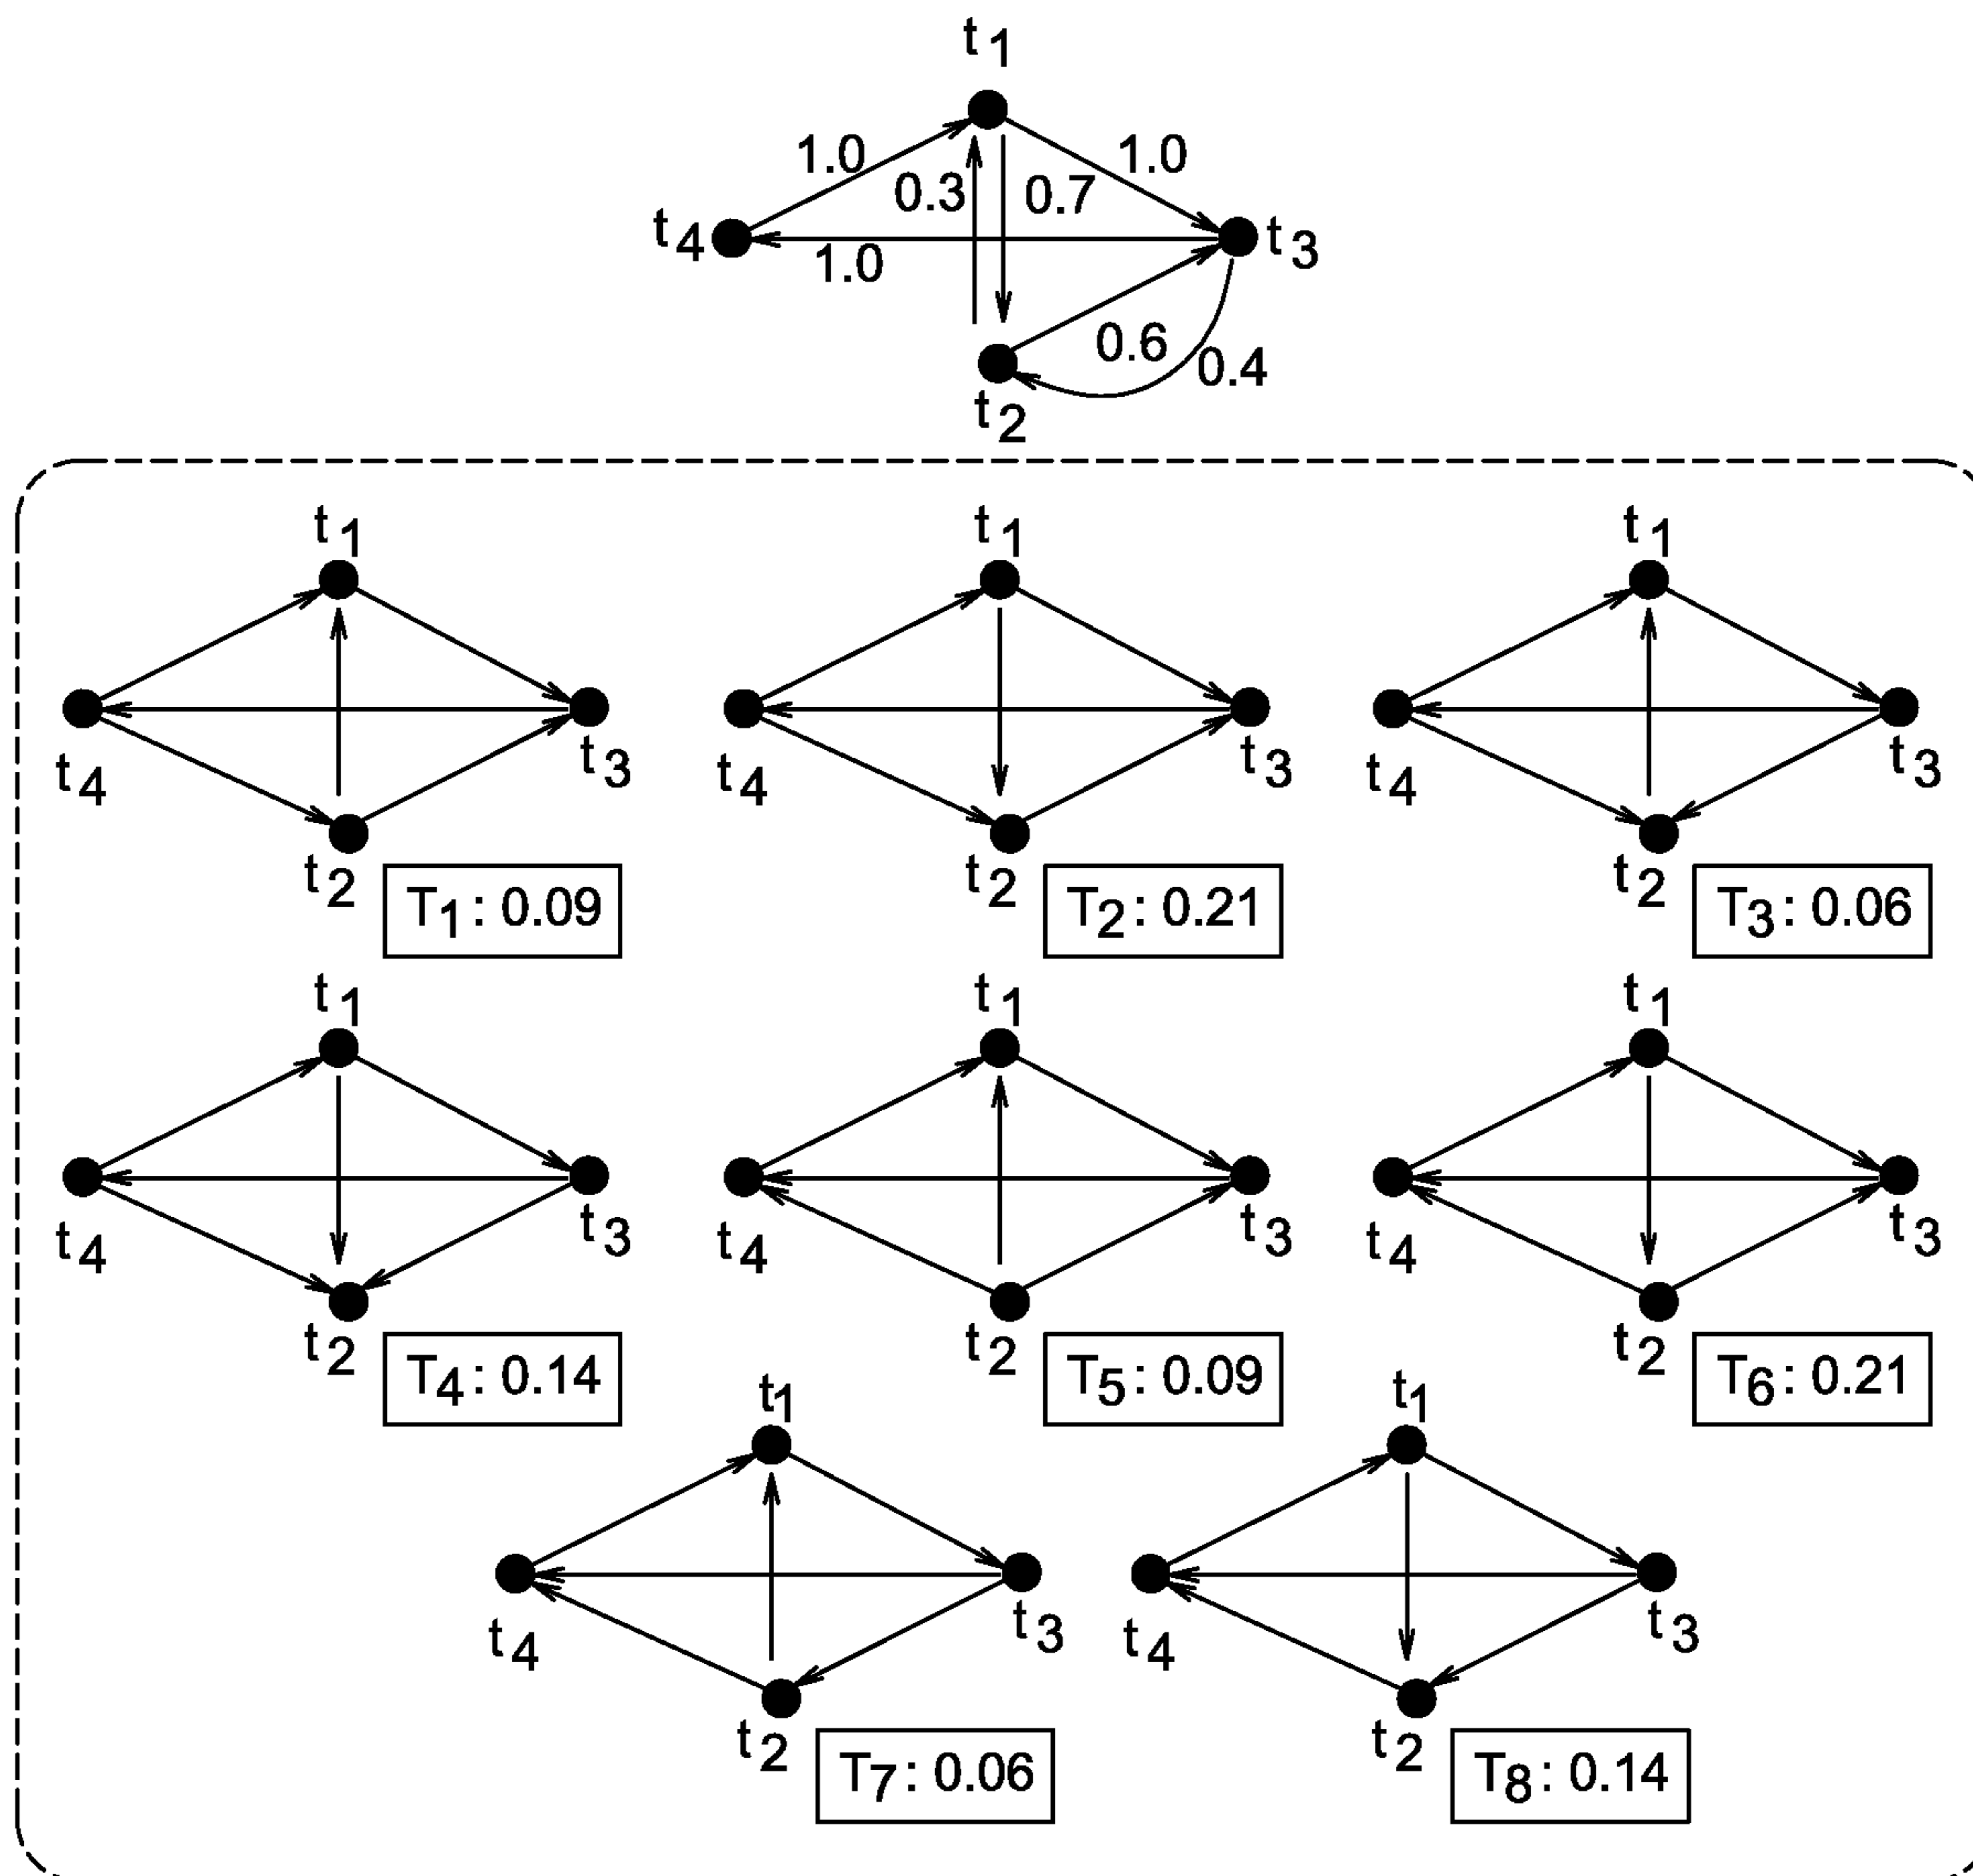 t1
1.0 1.0
0.3 0.7
t4 t3
1.0
0.6 0.4
t2
t1 t1 t1
t4 t3 t4 t3 t4 t3
t2 t2 t2
T1: 0.09 T2: 0.21 T3: 0.06
t1 t1 t1
t4 t3 t4 t3 t4 t3
t2 t2 t2
T4: 0.14 T5: 0.09 T6: 0.21
t1 t1
t4 t3 t4 t3
t2 t2
T7: 0.06 T8: 0.14